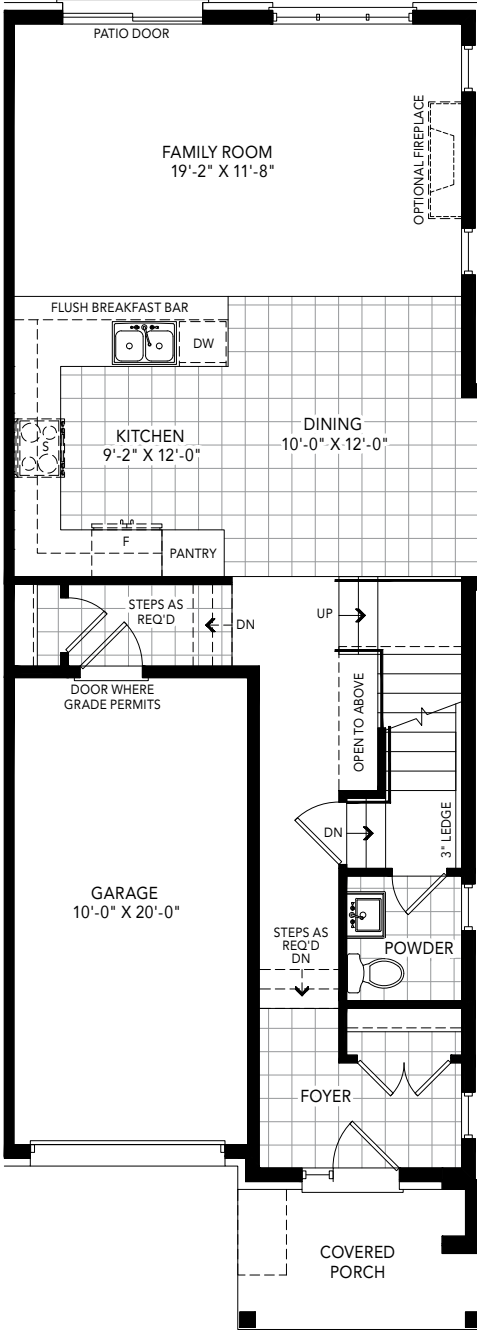 PATIO DOOR
FAMILY ROOM
19'-2" X 11'-8"
OPTIONAL FIREPLACE
FLUSH BREAKFAST BAR
DW
KITCHEN
9'-2" X 12'-0"
S
DINING
10'-0" X 12'-0"
F
PANTRY
STEPS AS
REQ'D
DN
UP
DOOR WHERE
GRADE PERMITS
OPEN TO ABOVE
DN
3" LEDGE
GARAGE
10'-0" X 20'-0"
STEPS AS
REQ'D
DN
POWDER
FOYER
COVERED
PORCH